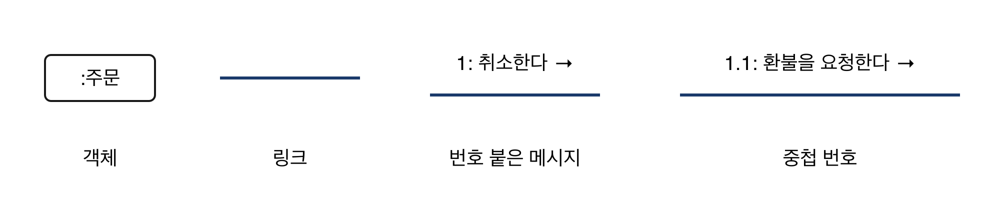 :주문
1: 취소한다 →
1.1: 환불을 요청한다 →
객체
링크
번호 붙은 메시지
중첩 번호